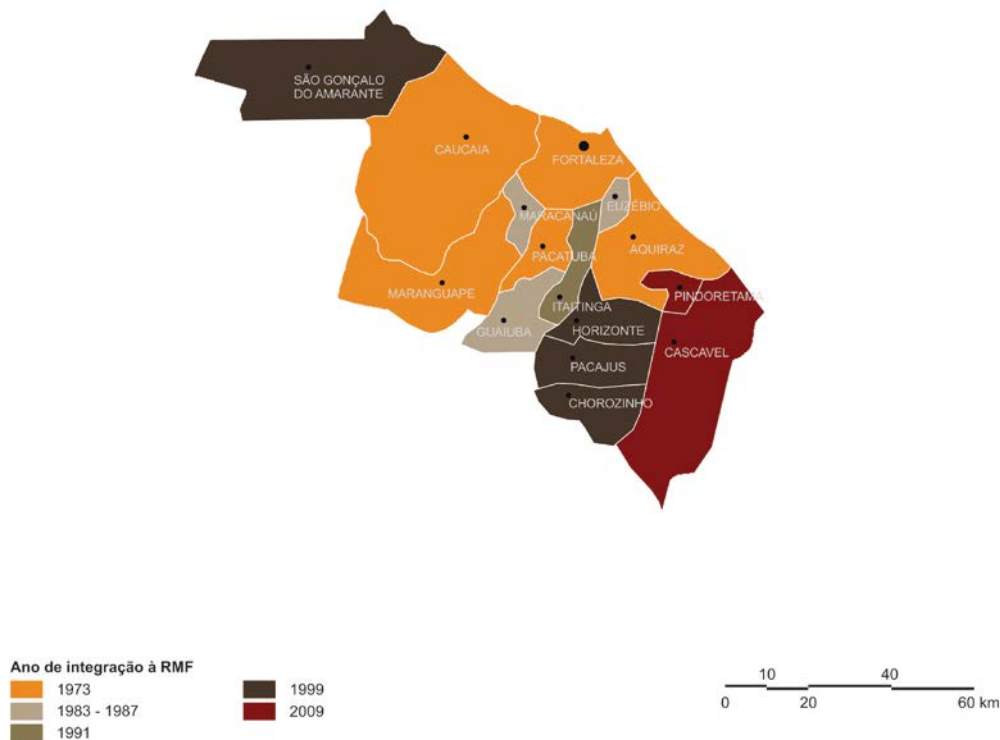 SÃO GONÇALO
DO AMARANTE
CAUCAIA
FORTALEZA
EUZÉBIO
MARACANAÚ
AQUIRAZ
PACATUBA
MARANGUAPE
PINDORETAMA
ITAITINGA
GUAIUBA
HORIZONTE
CASCAVEL
PACAJUS
CHOROZINHO
Ano de integração à RMF
1973
1983 - 1987
1991
1999
2009
10 40
0 20 60 km